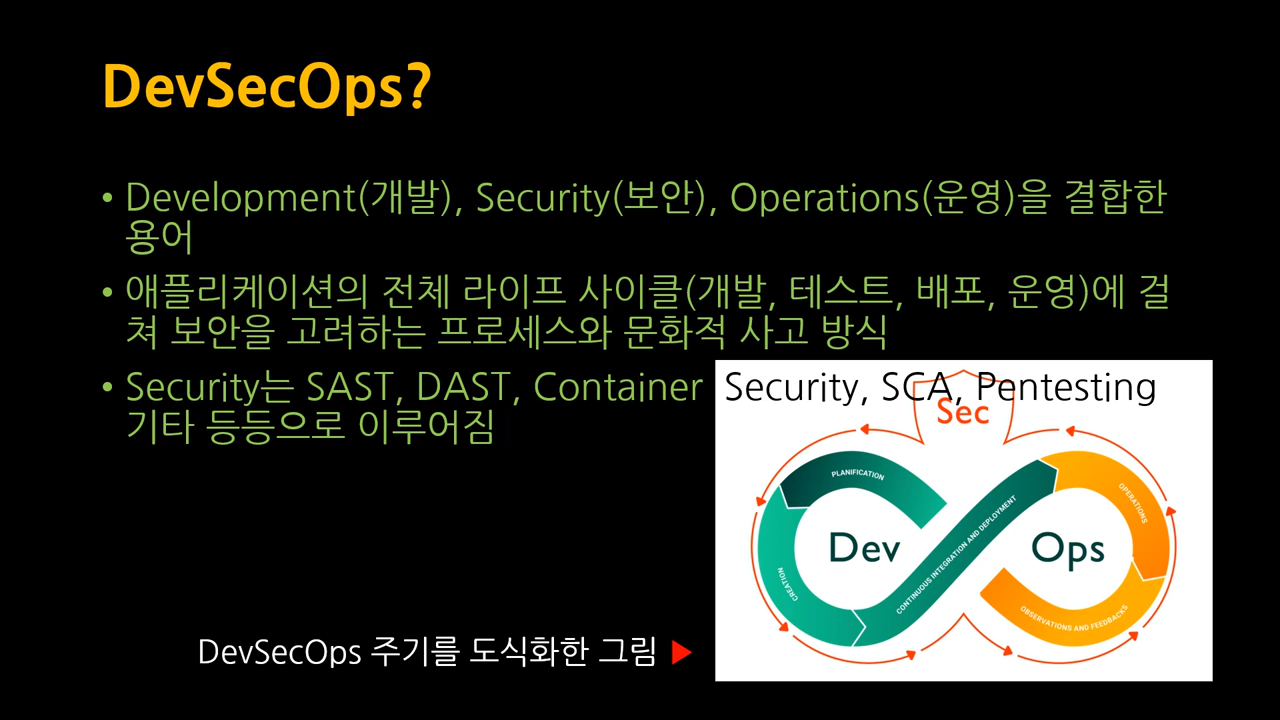 DevSecOps?
• Development(개발), Security(보안), Operations(운영)을 결합한
용어
• 애플리케이션의 전체 라이프 사이클(개발, 테스트, 배포, 운영)에 걸
쳐 보안을 고려하는 프로세스와 문화적 사고 방식
• Security는 SAST, DAST, Container Security, SCA, Pentesting
기타 등등으로 이루어짐
Sec
PLANIFICATION
OPERATIONS
Dev
Ops
CONTINUOUS INTEGRATION AND DEPLOYMENT
CREATION
OBSERVATIONS AND FEEDBACKS
DevSecOps 주기를 도식화한 그림 ▶